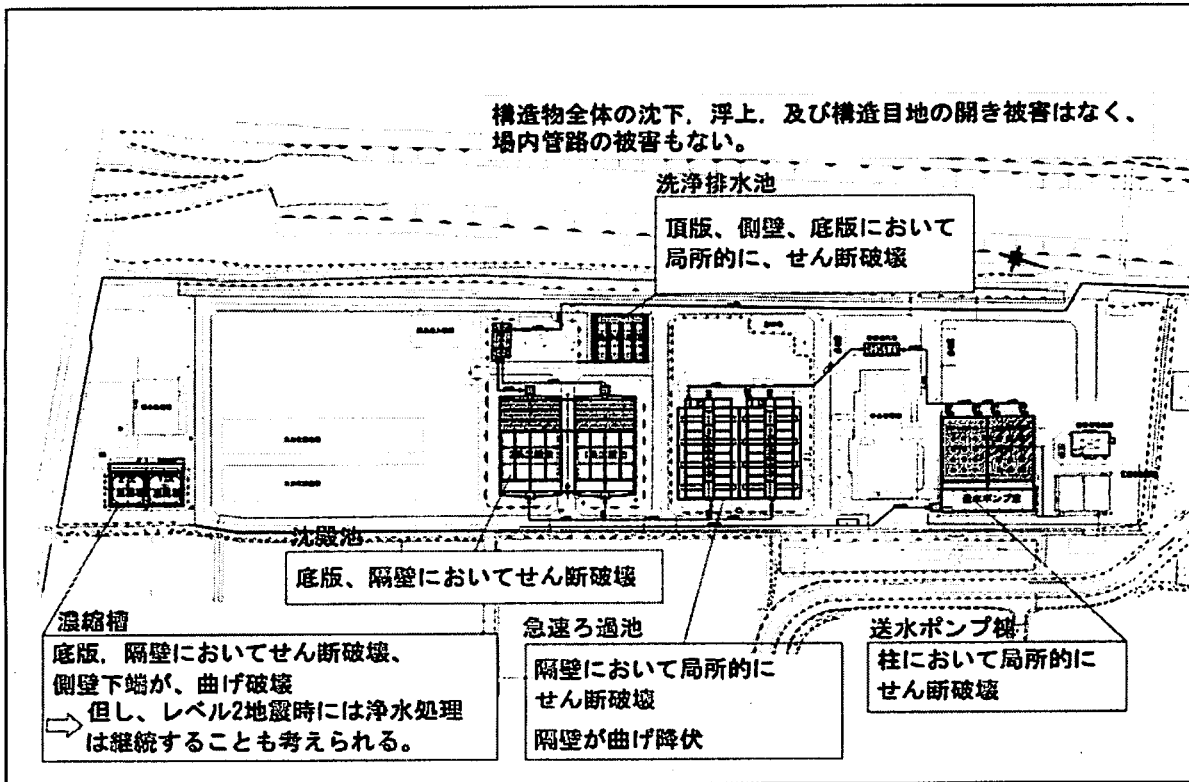 構造物全体の沈下, 浮上, 及び構造目地の開き被害はなく、
場内管路の被害もない。
洗浄排水池
頂版、側壁、底版において
局所的に、せん断破壊
送水ポンプ室
沈殿池
底版、隔壁においてせん断破壊
濃縮槽
底版, 隔壁においてせん断破壊、
側壁下端が、曲げ破壊
⇨ 但し、レベル2地震時には浄水処理
は継続することも考えられる。
急速ろ過池
隔壁において局所的に
せん断破壊
隔壁が曲げ降伏
送水ポンプ棟
柱において局所的に
せん断破壊